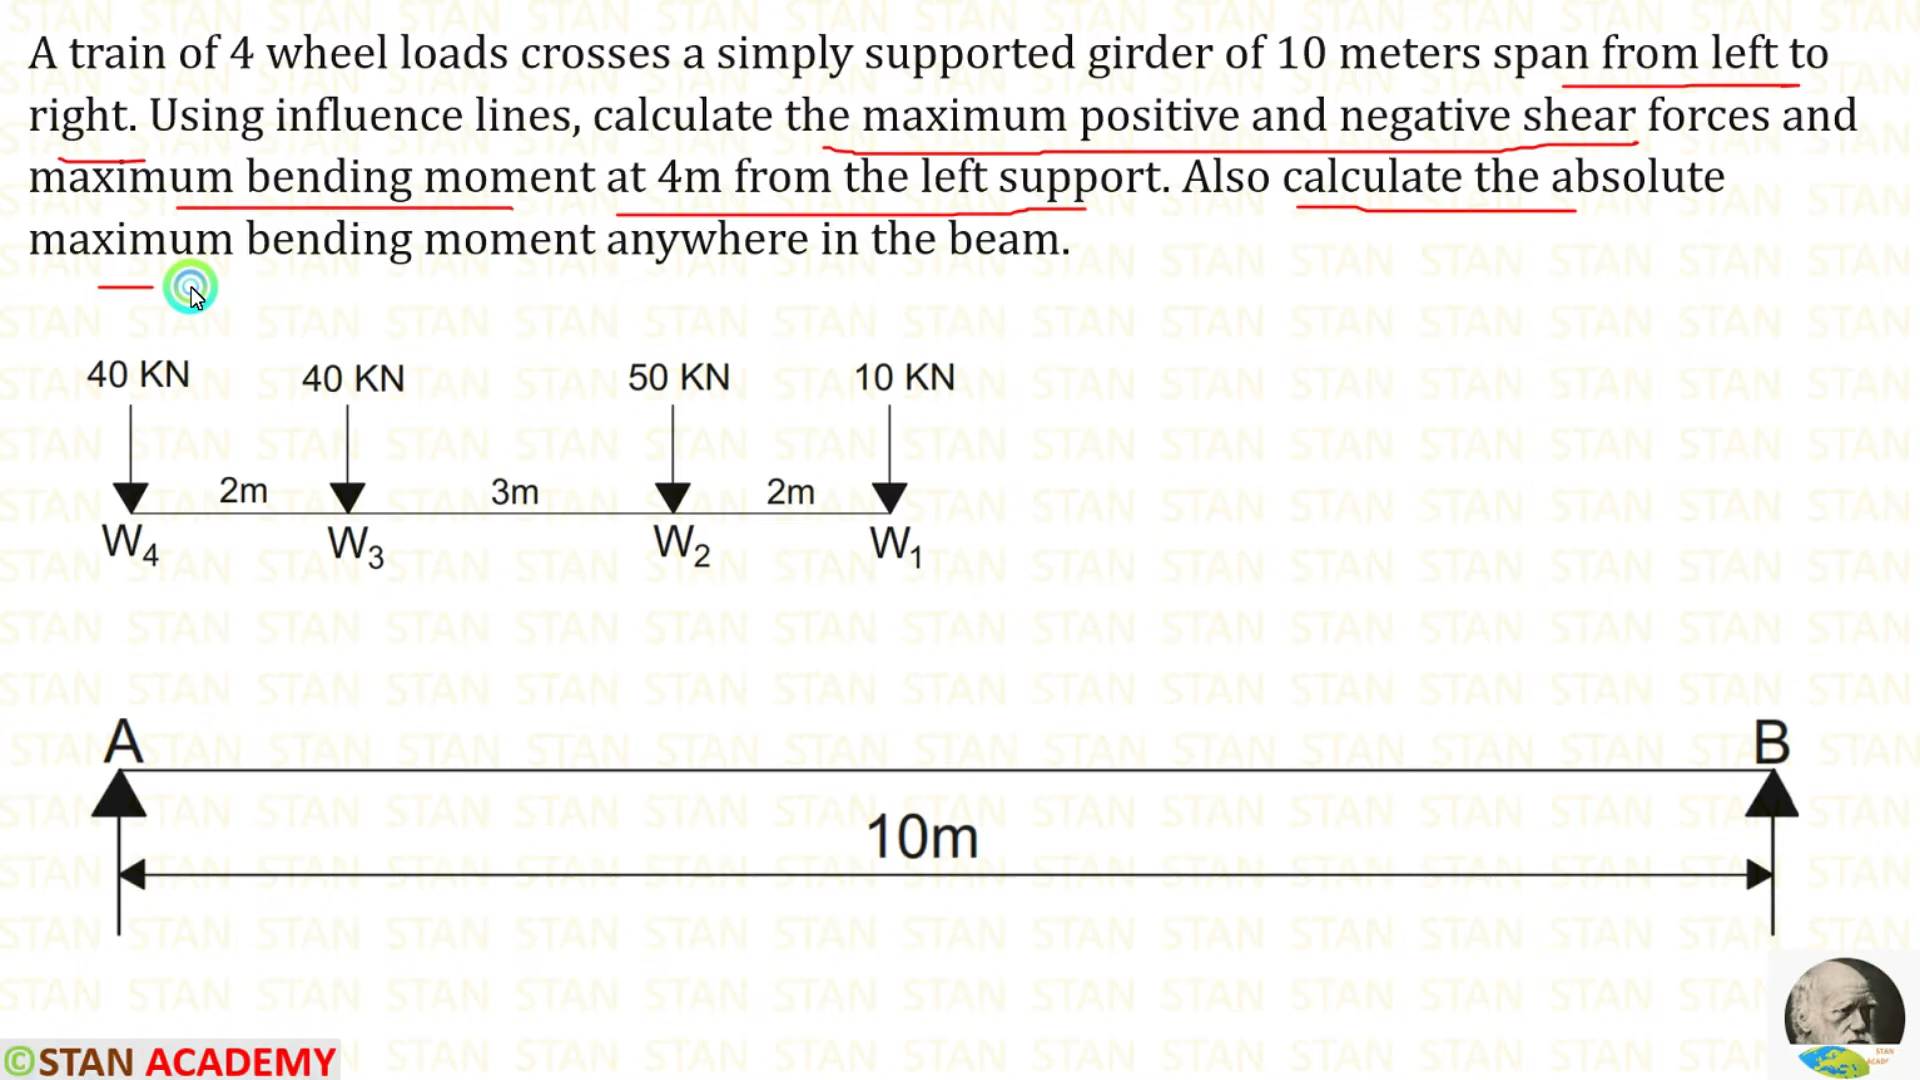 A train of 4 wheel loads crosses a simply supported girder of 10 meters span from left to
right. Using influence lines, calculate the maximum positive and negative shear forces and
maximum bending moment at 4m from the left support. Also calculate the absolute
maximum bending moment anywhere in the beam.
40 KN 40 KN 50 KN 10 KN
2m 3m 2m
W4 W3 W2 W1
A B
10m
©STAN ACADEMY